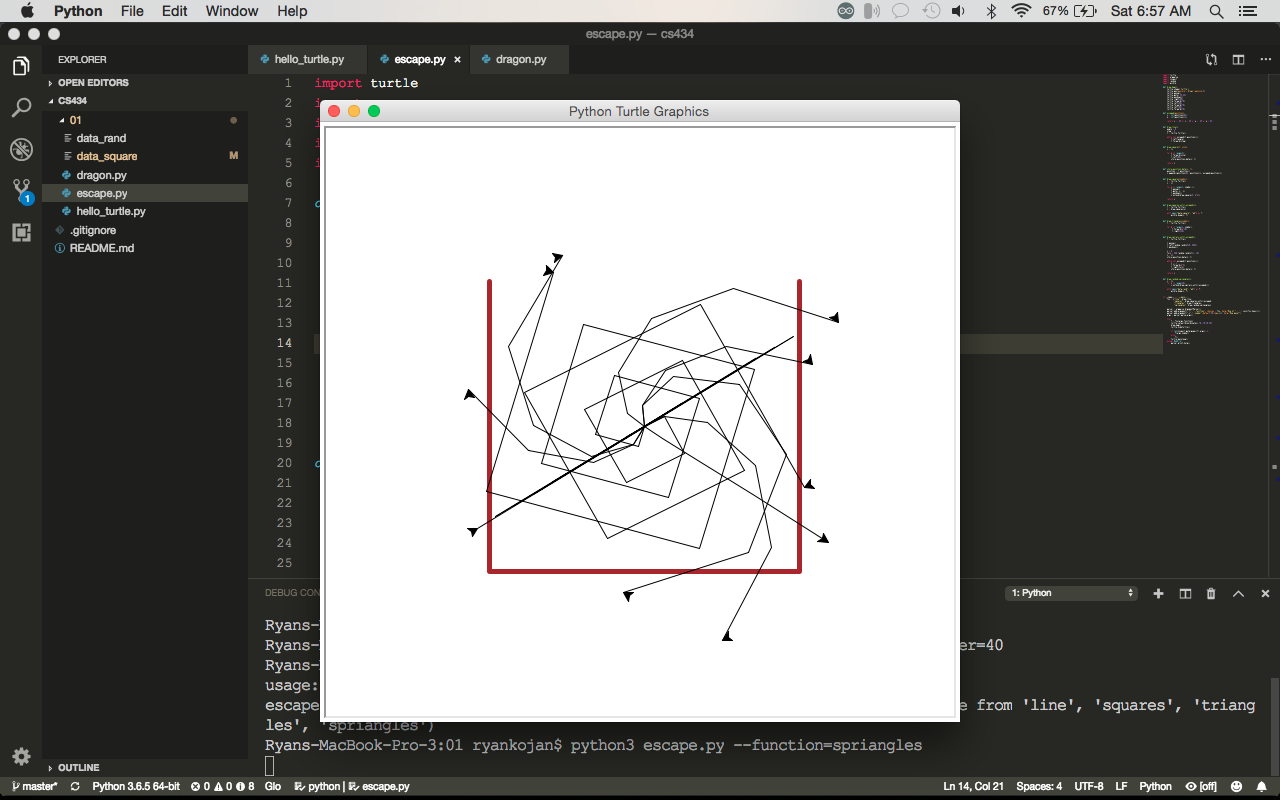 Python File Edit Window Help 67% Sat 6:57 AM
escape.py — cs434
EXPLORER hello_turtle.py escape.py × dragon.py
OPEN EDITORS
CS434
01
data_rand
data_square M
dragon.py
escape.py
hello_turtle.py
.gitignore
README.md
OUTLINE
1 import turtle
2
3
4
5
6
7
8
9
10
11
12
13
14
15
16
17
18
19
20
21
22
23
24
25
Python Turtle Graphics
DEBUG CON
1: Python
Ryans-
Ryans- er=40
Ryans-
usage:
escape e from 'line', 'squares', 'triang
les', 'spriangles')
Ryans-MacBook-Pro-3:01 ryankojan$ python3 escape.py --function=spriangles
1
master* Python 3.6.5 64-bit 0 0 8 Glo python | escape.py Ln 14, Col 21 Spaces: 4 UTF-8 LF Python [off]